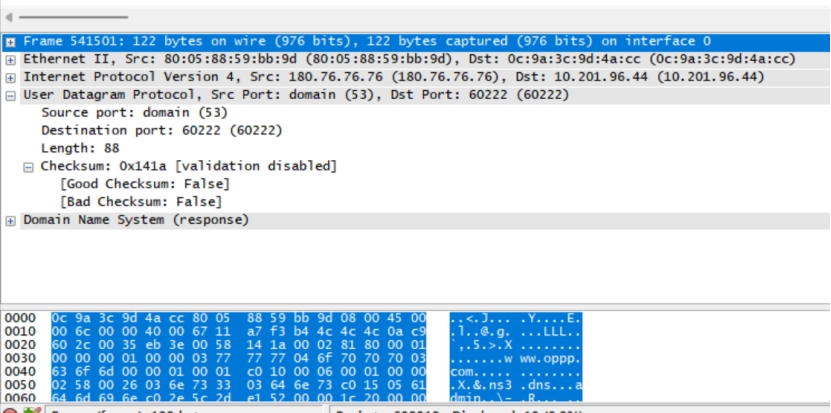 Frame 541501: 122 bytes on wire (976 bits), 122 bytes captured (976 bits) on interface 0
Ethernet II, Src: 80:05:88:59:bb:9d (80:05:88:59:bb:9d), Dst: 0c:9a:3c:9d:4a:cc (0c:9a:3c:9d:4a:cc)
Internet Protocol Version 4, Src: 180.76.76.76 (180.76.76.76), Dst: 10.201.96.44 (10.201.96.44)
User Datagram Protocol, Src Port: domain (53), Dst Port: 60222 (60222)
Source port: domain (53)
Destination port: 60222 (60222)
Length: 88
Checksum: 0x141a [validation disabled]
[Good Checksum: False]
[Bad Checksum: False]
Domain Name System (response)
0000 0c 9a 3c 9d 4a cc 80 05 88 59 bb 9d 08 00 45 00 ..<.J... .Y....E.
0010 00 6c 00 00 40 00 67 11 a7 f3 b4 4c 4c 4c 0a c9 .l..@.g. ...LLL..
0020 60 2c 00 35 eb 3e 00 58 14 1a 00 02 81 80 00 01 `,.5.>.X ........
0030 00 00 00 01 00 00 03 77 77 77 04 6f 70 70 70 03 .......w ww.oppp.
0040 63 6f 6d 00 00 01 00 01 c0 10 00 06 00 01 00 00 com..... ........
0050 02 58 00 26 03 6e 73 33 03 64 6e 73 c0 15 05 61 .X.&.ns3 .dns...a
0060 64 6d 69 6e c0 2e 5c 2d e1 52 00 00 1c 20 00 00 dmin..\- .R... ..